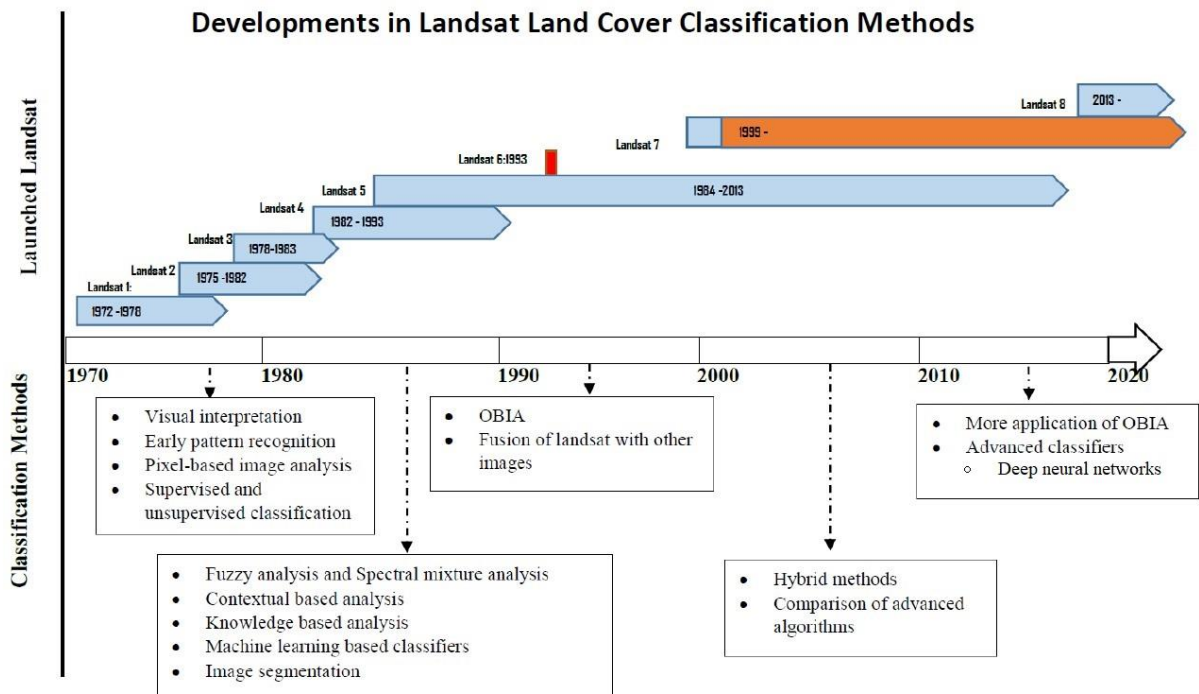 Developments in Landsat Land Cover Classification Methods
Launched Landsat
Landsat 8
2013 -
Landsat 7
1999 -
Landsat 6:1993
Landsat 5
1984 -2013
Landsat 4
1982 - 1993
Landsat 3
1978-1983
Landsat 2
1975 -1982
Landsat 1:
1972 -1978
1970
1980
1990
2000
2010
2020
Classification Methods
• Visual interpretation
• Early pattern recognition
• Pixel-based image analysis
• Supervised and
unsupervised classification
• OBIA
• Fusion of landsat with other
images
• More application of OBIA
• Advanced classifiers
o Deep neural networks
• Fuzzy analysis and Spectral mixture analysis
• Contextual based analysis
• Knowledge based analysis
• Machine learning based classifiers
• Image segmentation
• Hybrid methods
• Comparison of advanced
algorithms